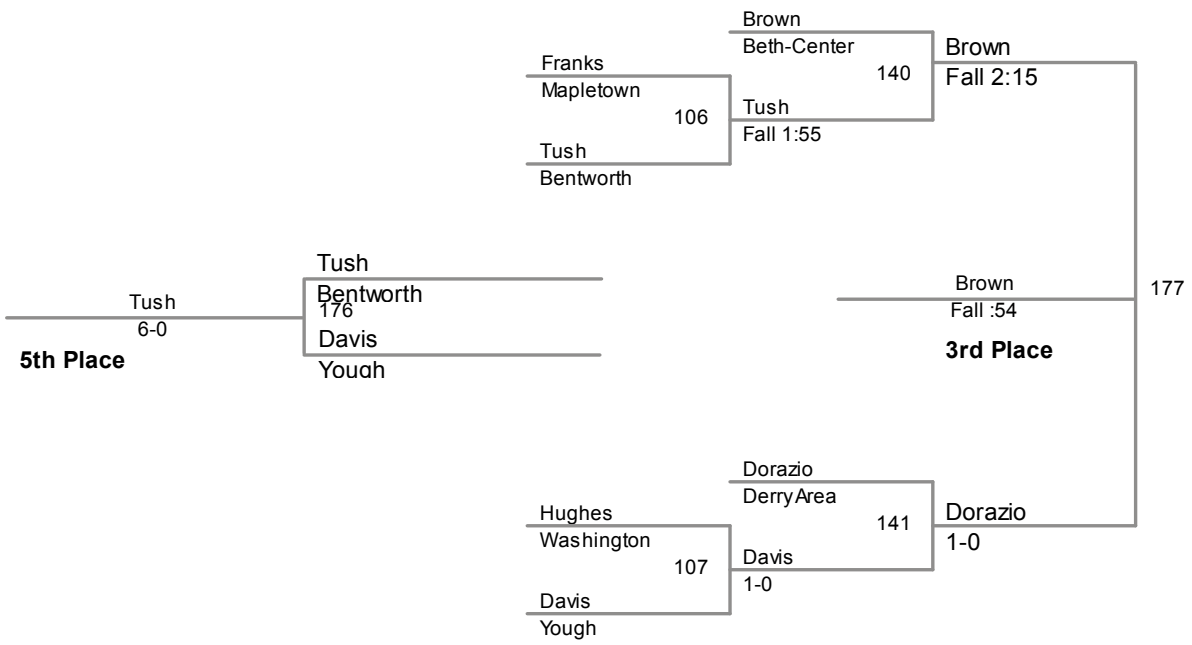 Brown
Beth-Center
140
Brown
Fall 2:15
Franks
Mapletown
106
Tush
Fall 1:55
Tush
Bentworth
Tush
Bentworth
176
Tush
6-0
Davis
Yough
5th Place
Brown
Fall :54
177
3rd Place
Dorazio
Derry Area
141
Dorazio
1-0
Hughes
Washington
107
Davis
1-0
Davis
Yough